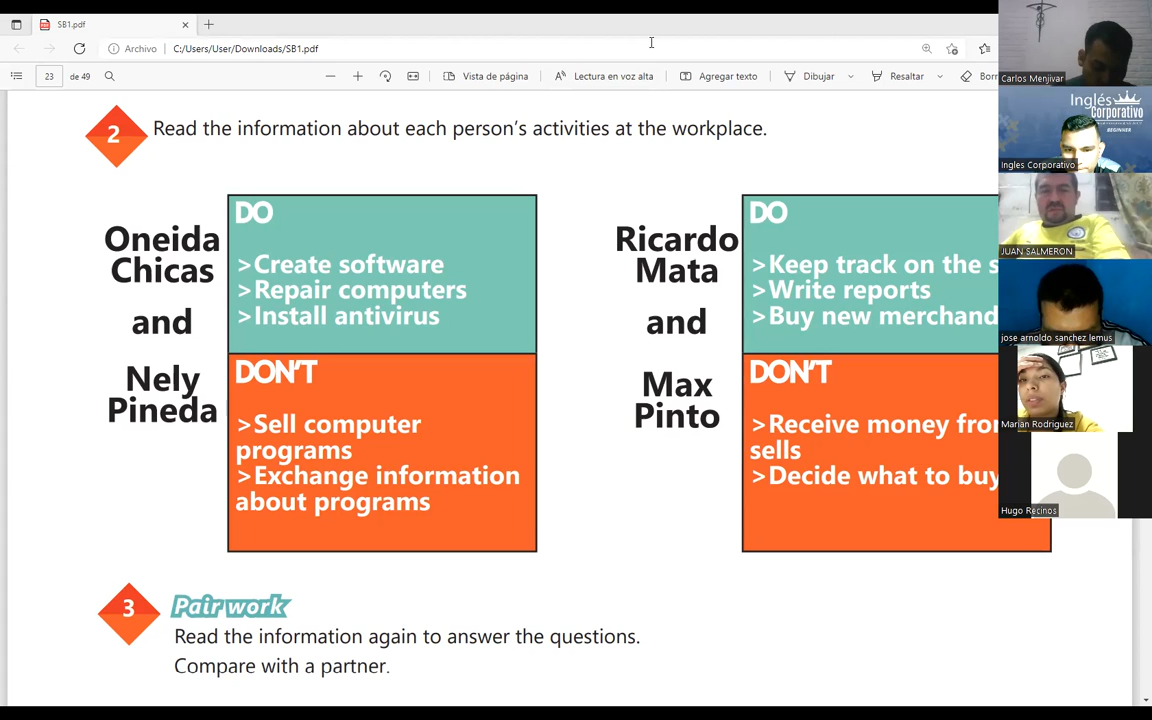 SB1.pdf
Archivo C:/Users/User/Downloads/SB1.pdf
23 de 49 Vista de página Lectura en voz alta Agregar texto Dibujar Resaltar Borr
2 Read the information about each person's activities at the workplace.
Oneida
Chicas
and
Nely
Pineda
DO
>Create software
>Repair computers
>Install antivirus
DON'T
>Sell computer
programs
>Exchange information
about programs
Ricardo
Mata
and
Max
Pinto
DO
>Keep track on the s
>Write reports
>Buy new merchand
DON'T
>Receive money from
sells
>Decide what to buy
3 Pair work
Read the information again to answer the questions.
Compare with a partner.
Carlos Menjivar
Inglés
Corporativo
BEGINNER
Ingles Corporativo
JUAN SALMERON
jose arnoldo sanchez lemus
Marian Rodriguez
Hugo Recinos